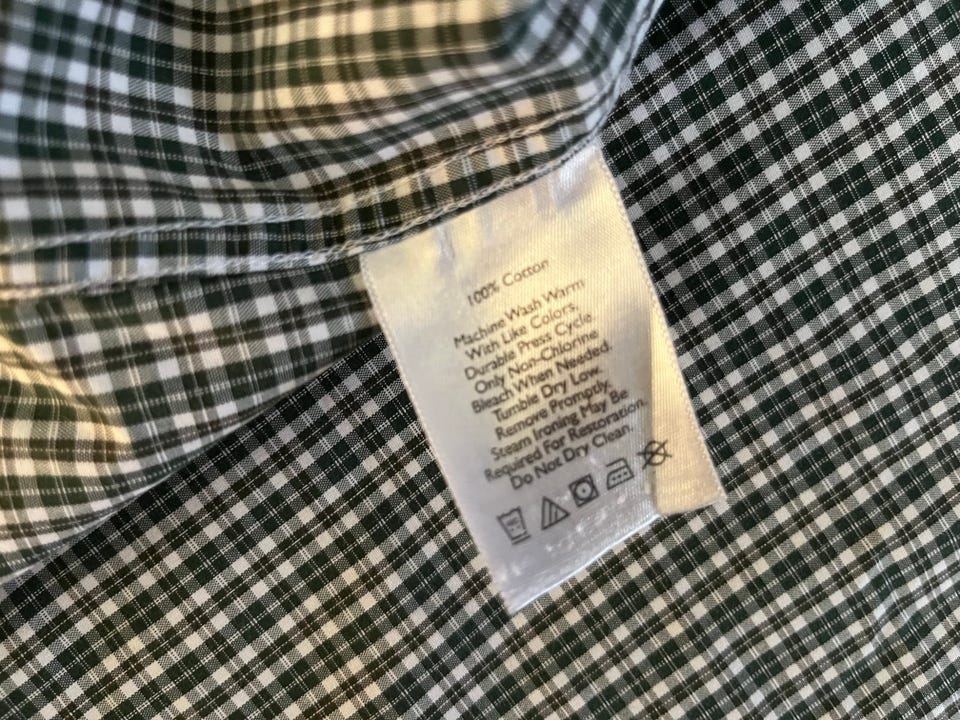 100% Cotton
Machine Wash Warm
With Like Colors,
Durable Press Cycle.
Only Non-Chlorine
Bleach When Needed.
Tumble Dry Low.
Remove Promptly.
Steam Ironing May Be
Required For Restoration.
Do Not Dry Clean.